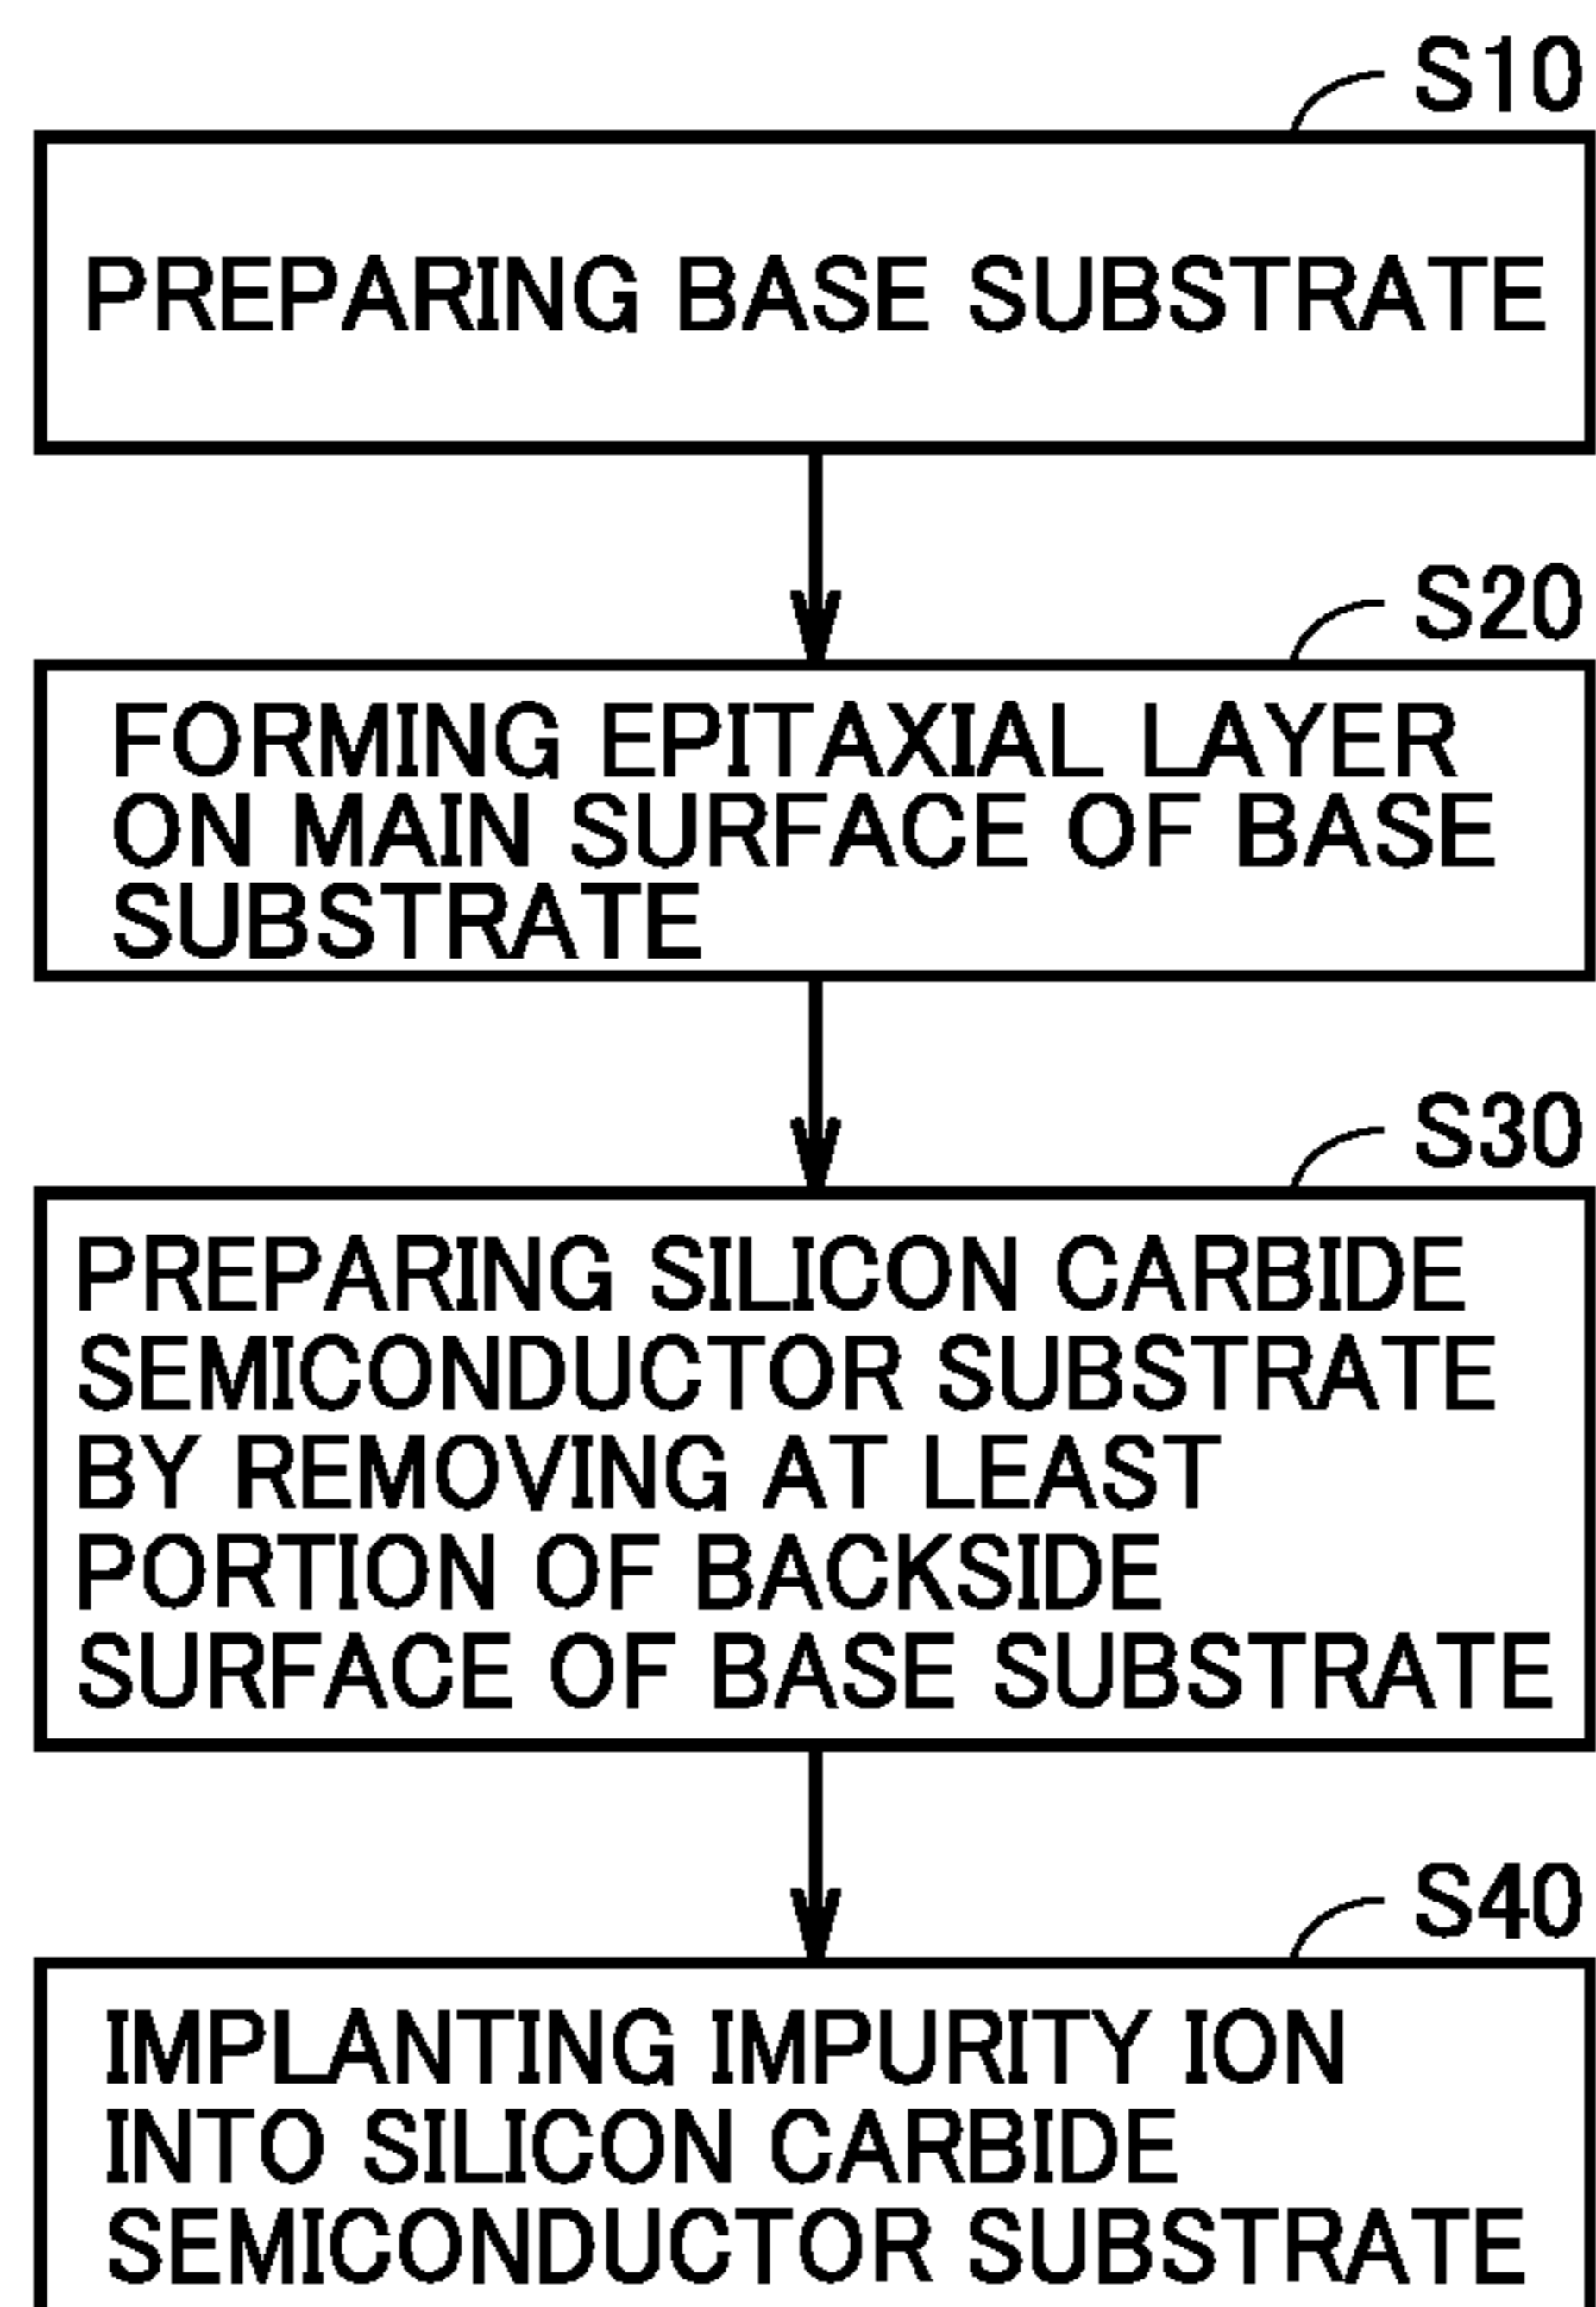 S10
PREPARING BASE SUBSTRATE
S20
FORMING EPITAXIAL LAYER
ON MAIN SURFACE OF BASE
SUBSTRATE
S30
PREPARING SILICON CARBIDE
SEMICONDUCTOR SUBSTRATE
BY REMOVING AT LEAST
PORTION OF BACKSIDE
SURFACE OF BASE SUBSTRATE
S40
IMPLANTING IMPURITY ION
INTO SILICON CARBIDE
SEMICONDUCTOR SUBSTRATE